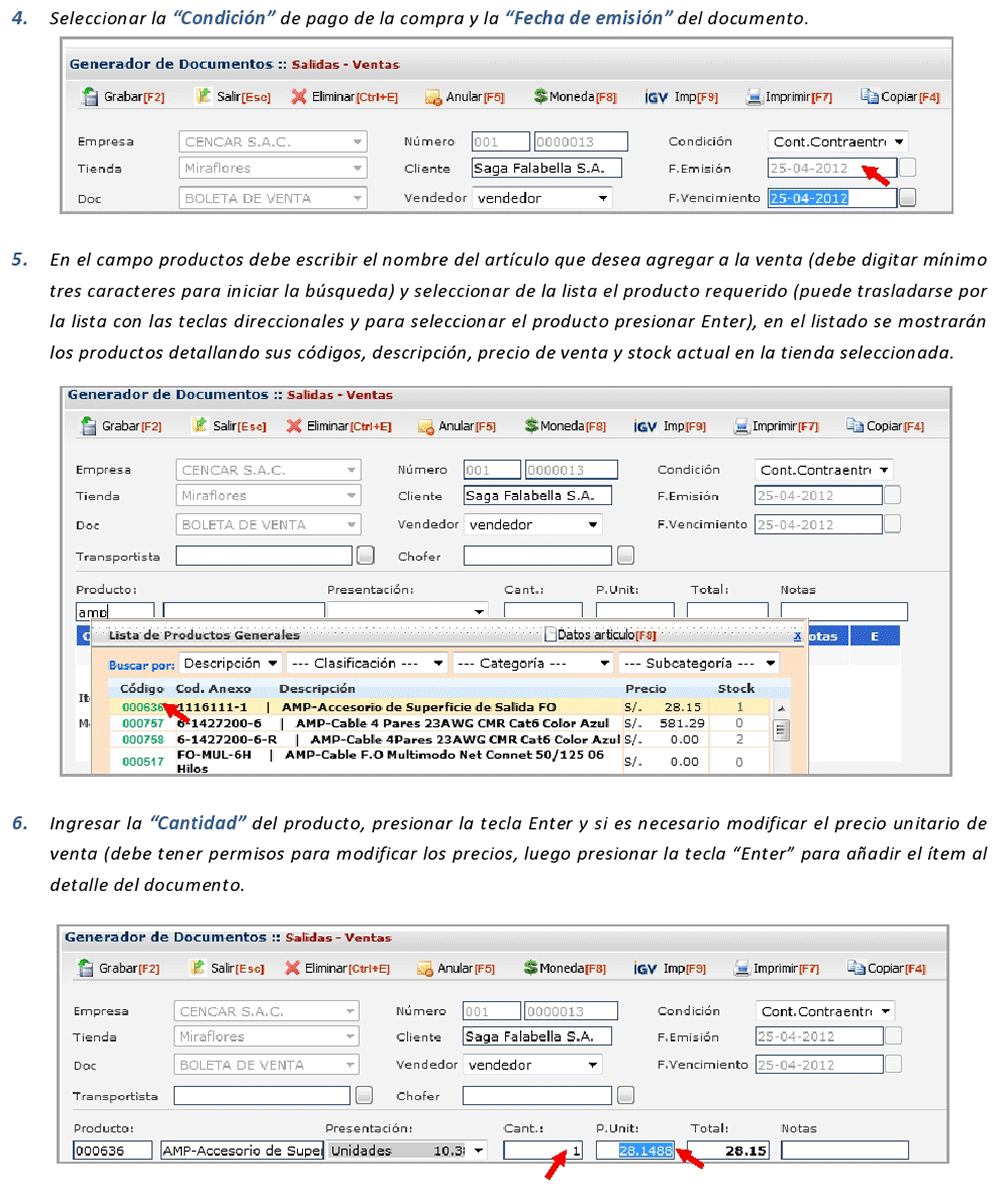 4. Seleccionar la “Condición” de pago de la compra y la “Fecha de emisión” del documento.
Generador de Documentos :: Salidas - Ventas
Grabar[F2] Salir[Esc] Eliminar[Ctrl+E] Anular[F5] Moneda[F8] IGV Imp[F9] Imprimir[F7] Copiar[F4]
Empresa CENCAR S.A.C. Número 001 0000013 Condición Cont.Contraentr
Tienda Miraflores Cliente Saga Falabella S.A. F.Emisión 25-04-2012
Doc BOLETA DE VENTA Vendedor vendedor F.Vencimiento 25-04-2012
5. En el campo productos debe escribir el nombre del artículo que desea agregar a la venta (debe digitar mínimo
tres caracteres para iniciar la búsqueda) y seleccionar de la lista el producto requerido (puede trasladarse por
la lista con las teclas direccionales y para seleccionar el producto presionar Enter), en el listado se mostrarán
los productos detallando sus códigos, descripción, precio de venta y stock actual en la tienda seleccionada.
Generador de Documentos :: Salidas - Ventas
Grabar[F2] Salir[Esc] Eliminar[Ctrl+E] Anular[F5] Moneda[F8] IGV Imp[F9] Imprimir[F7] Copiar[F4]
Empresa CENCAR S.A.C. Número 001 0000013 Condición Cont.Contraentr
Tienda Miraflores Cliente Saga Falabella S.A. F.Emisión 25-04-2012
Doc BOLETA DE VENTA Vendedor vendedor F.Vencimiento 25-04-2012
Transportista Chofer
Producto: Presentación: Cant.: P.Unit: Total: Notas
amp
Lista de Productos Generales Datos articulo[F8] x otas E
Buscar por: Descripción --- Clasificación --- --- Categoría --- --- Subcategoría ---
Código Cod. Anexo Descripción Precio Stock
000636 1116111-1 | AMP-Accesorio de Superficie de Salida FO S/. 28.15 1
000757 6-1427200-6 | AMP-Cable 4 Pares 23AWG CMR Cat6 Color Azul S/. 581.29 0
000758 6-1427200-6-R | AMP-Cable 4Pares 23AWG CMR Cat6 Color Azul S/. 0.00 2
000517 FO-MUL-6H | AMP-Cable F.O Multimodo Net Connet 50/125 06 S/. 0.00 0
Hilos
6. Ingresar la “Cantidad” del producto, presionar la tecla Enter y si es necesario modificar el precio unitario de
venta (debe tener permisos para modificar los precios, luego presionar la tecla “Enter” para añadir el ítem al
detalle del documento.
Generador de Documentos :: Salidas - Ventas
Grabar[F2] Salir[Esc] Eliminar[Ctrl+E] Anular[F5] Moneda[F8] IGV Imp[F9] Imprimir[F7] Copiar[F4]
Empresa CENCAR S.A.C. Número 001 0000013 Condición Cont.Contraentr
Tienda Miraflores Cliente Saga Falabella S.A. F.Emisión 25-04-2012
Doc BOLETA DE VENTA Vendedor vendedor F.Vencimiento 25-04-2012
Transportista Chofer
Producto: Presentación: Cant.: P.Unit: Total: Notas
000636 AMP-Accesorio de Super Unidades 10.3 1 28.1488 28.15